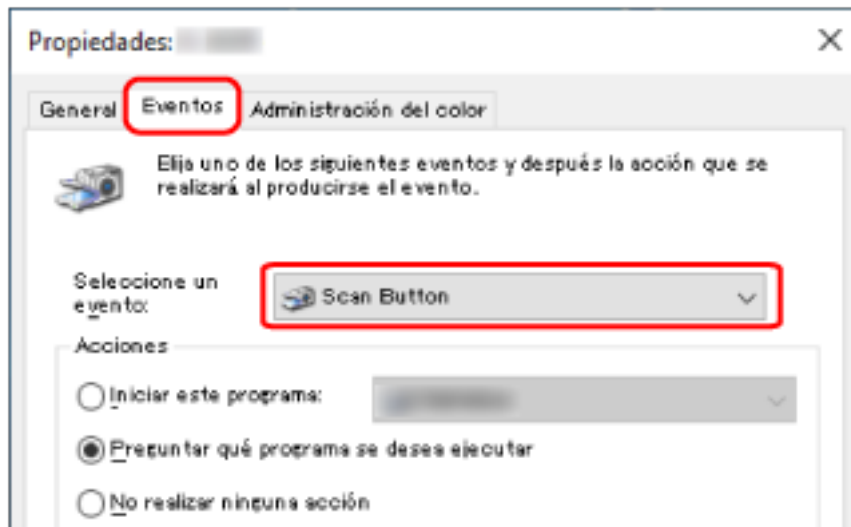 Propiedades:
General Eventos Administración del color
Elija uno de los siguientes eventos y después la acción que se
realizará al producirse el evento.
Seleccione un
evento:
Scan Button
Acciones
Iniciar este programa:
Preguntar qué programa se desea ejecutar
No realizar ninguna acción